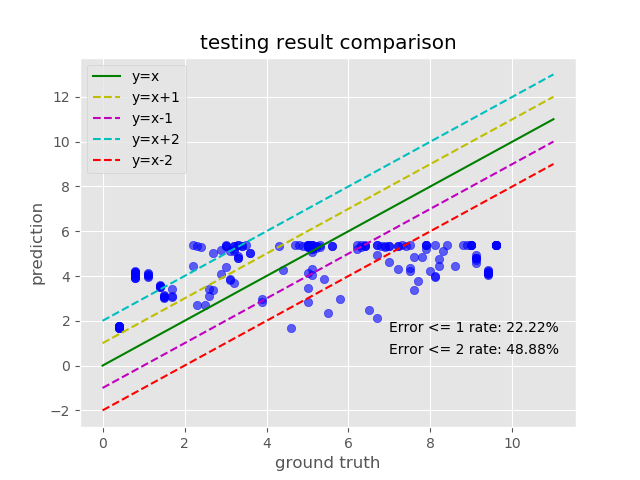 testing result comparison
y=x
y=x+1
y=x-1
y=x+2
y=x-2
12
10
8
6
4
2
0
−2
prediction
Error <= 1 rate: 22.22%
Error <= 2 rate: 48.88%
0 2 4 6 8 10
ground truth